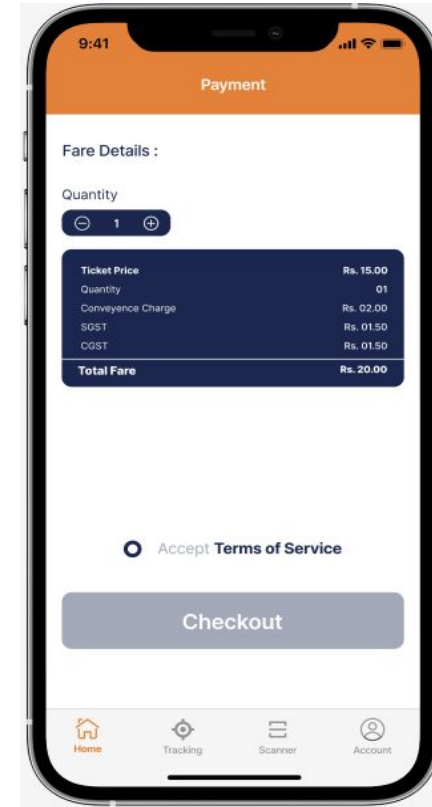 9:41
Payment
Fare Details :
Quantity
1
Ticket Price Rs. 15.00
Quantity 01
Conveyence Charge Rs. 02.00
SGST Rs. 01.50
CGST Rs. 01.50
Total Fare Rs. 20.00
Accept Terms of Service
Checkout
Home Tracking Scanner Account